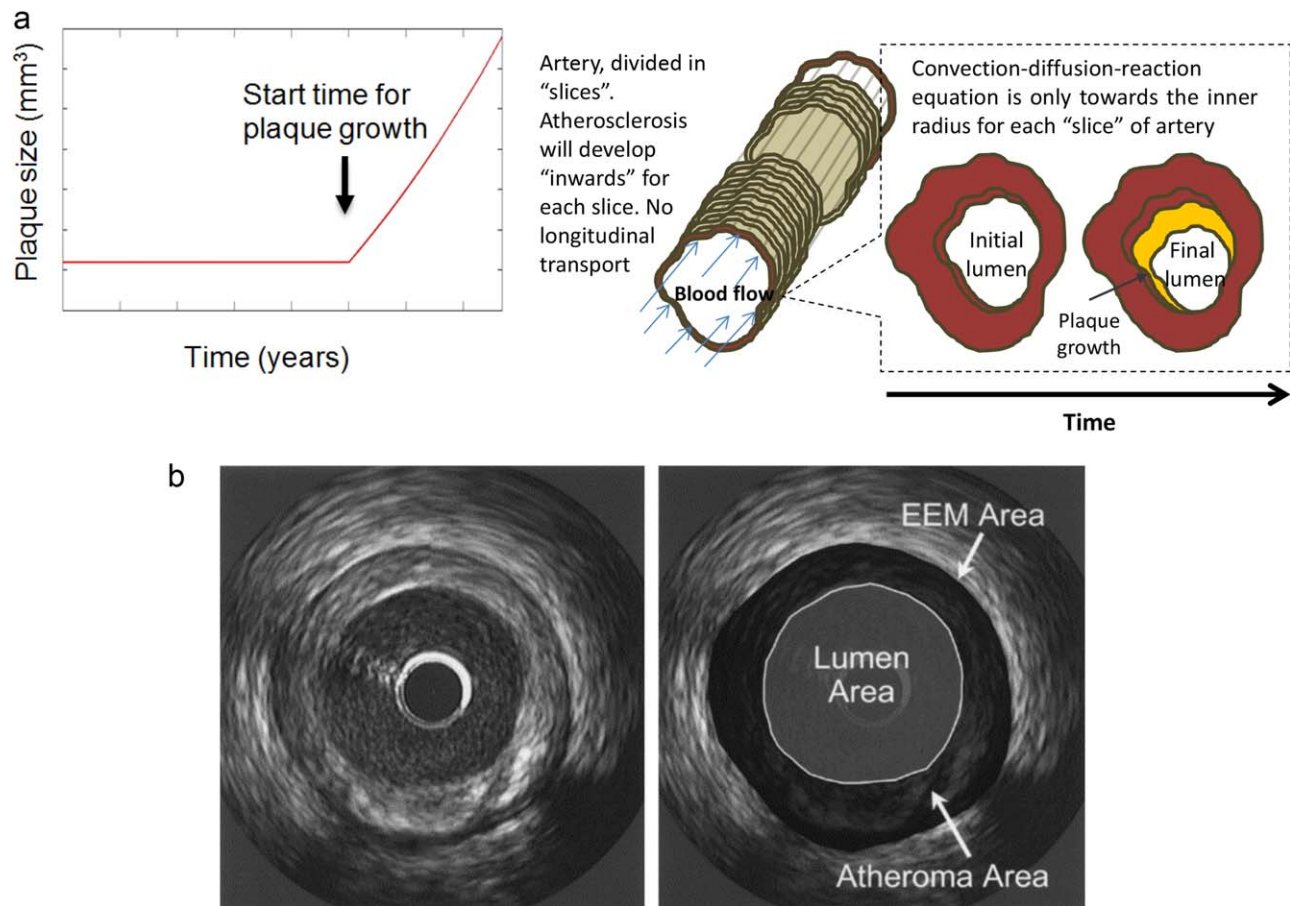 a
Plaque size (mm³)
Start time for
plaque growth
Time (years)
Artery, divided in
“slices”.
Atherosclerosis
will develop
“inwards” for
each slice. No
longitudinal
transport
Blood flow
Convection-diffusion-reaction
equation is only towards the inner
radius for each “slice” of artery
Initial
lumen
Final
lumen
Plaque
growth
Time
b
EEM Area
Lumen
Area
Atheroma Area